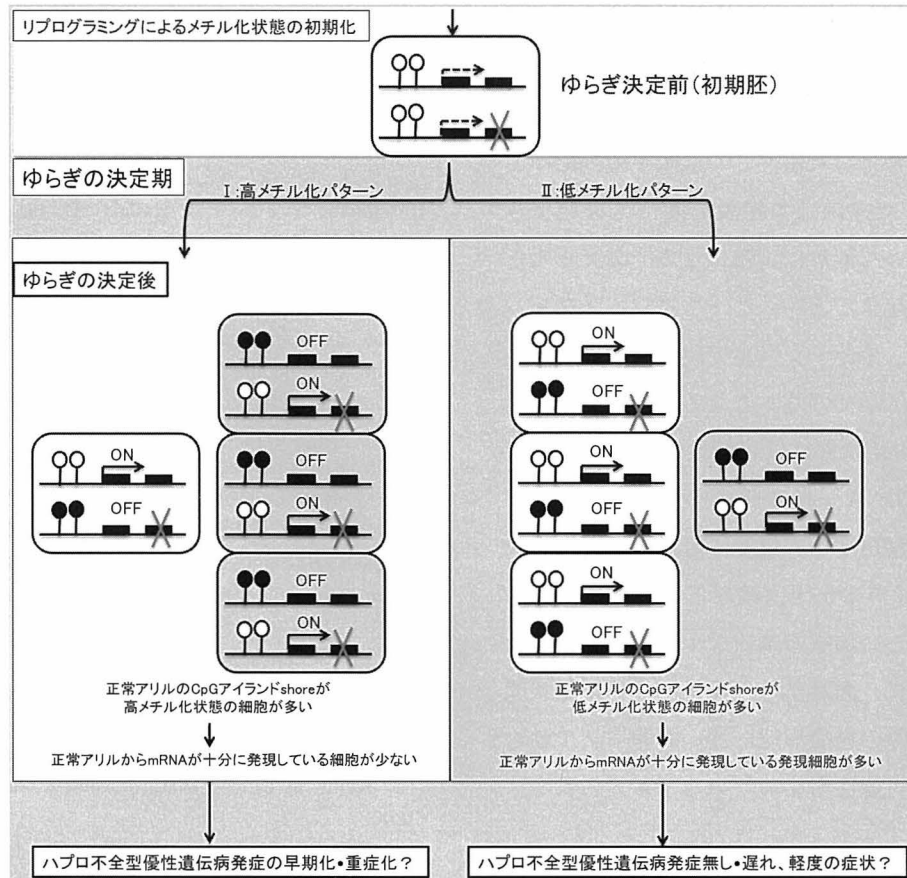 リプログラミングによるメチル化状態の初期化
ゆらぎ決定前(初期胚)
ゆらぎの決定期
Ⅰ:高メチル化パターン
Ⅱ:低メチル化パターン
ゆらぎの決定後
OFF
ON
OFF
ON
OFF
ON
ON
OFF
OFF
ON
正常アリルのCpGアイランドshoreが
高メチル化状態の細胞が多い
正常アリルからmRNAが十分に発現している細胞が少ない
ON
OFF
ON
OFF
ON
OFF
OFF
ON
正常アリルのCpGアイランドshoreが
低メチル化状態の細胞が多い
正常アリルからmRNAが十分に発現している発現細胞が多い
ハプロ不全型優性遺伝病発症の早期化・重症化?
ハプロ不全型優性遺伝病発症無し・遅れ、軽度の症状?